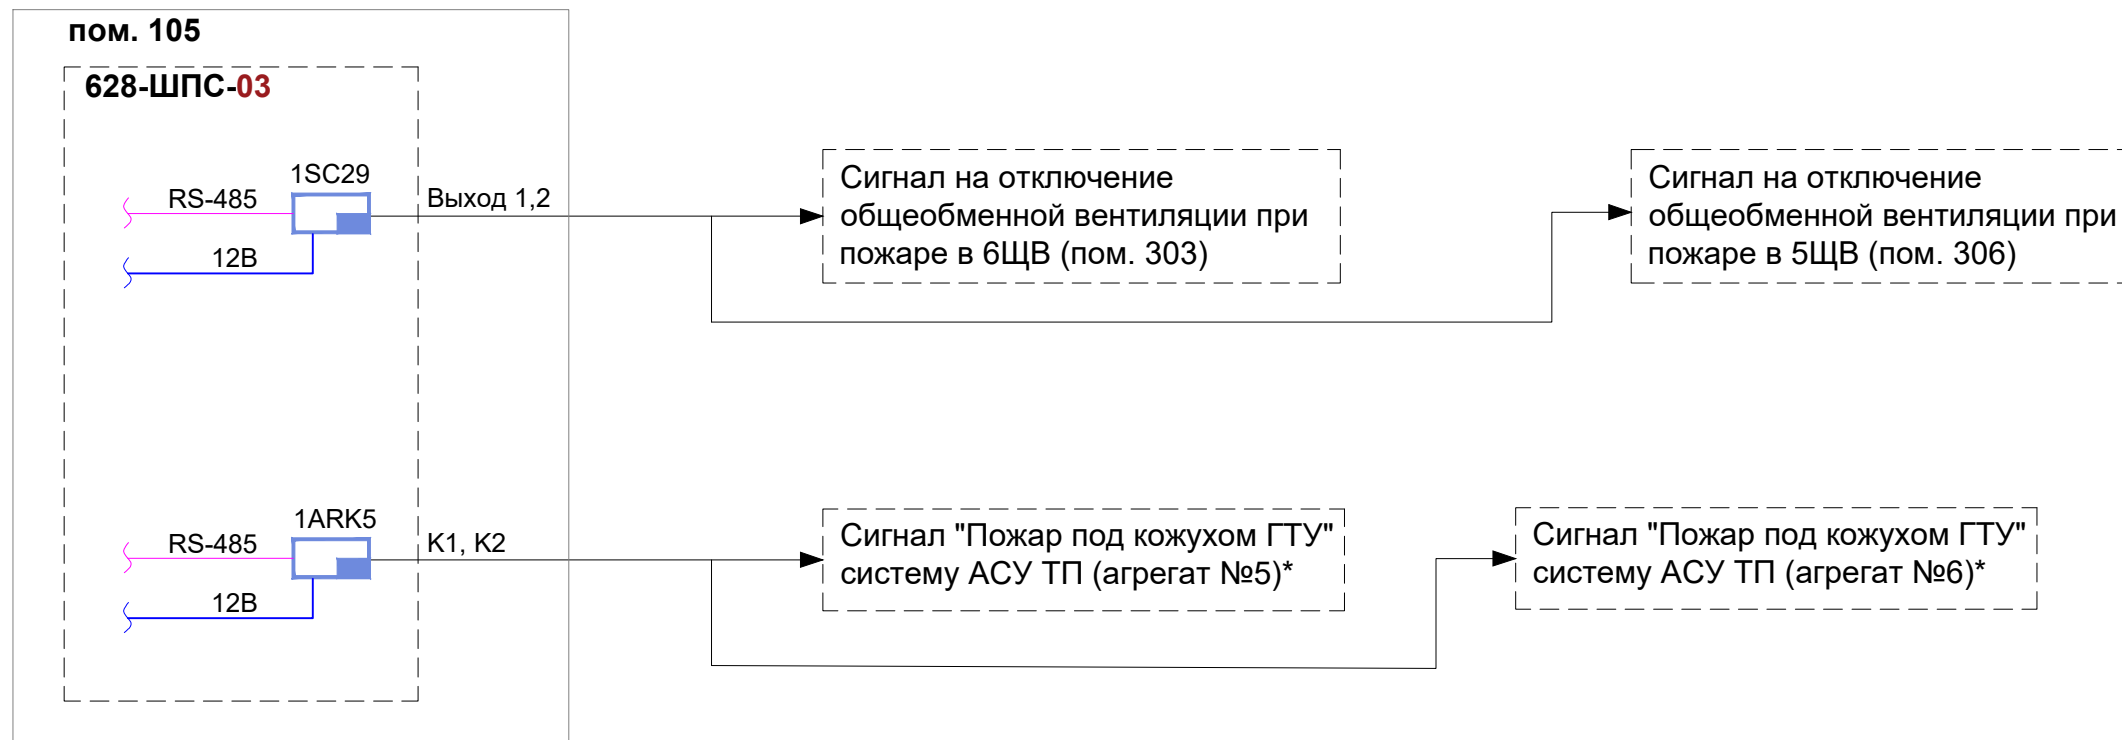 пом. 105
628-ШПС-03
1SC29
RS-485
12В
Выход 1,2
Сигнал на отключение
общеобменной вентиляции при
пожаре в 6ЩВ (пом. 303)
Сигнал на отключение
общеобменной вентиляции при
пожаре в 5ЩВ (пом. 306)
1ARK5
RS-485
12В
K1, K2
Сигнал "Пожар под кожухом ГТУ"
систему АСУ ТП (агрегат №5)*
Сигнал "Пожар под кожухом ГТУ"
систему АСУ ТП (агрегат №6)*